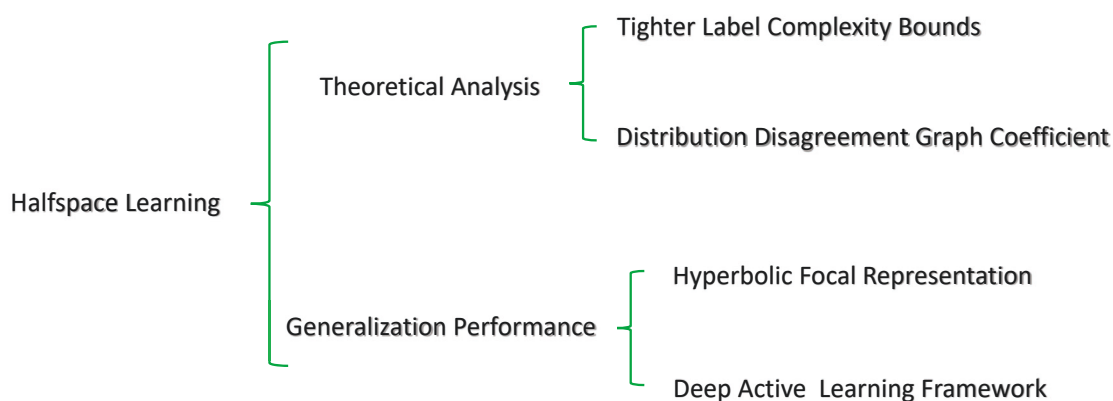 Halfspace Learning
Theoretical Analysis
Tighter Label Complexity Bounds
Distribution Disagreement Graph Coefficient
Generalization Performance
Hyperbolic Focal Representation
Deep Active Learning Framework